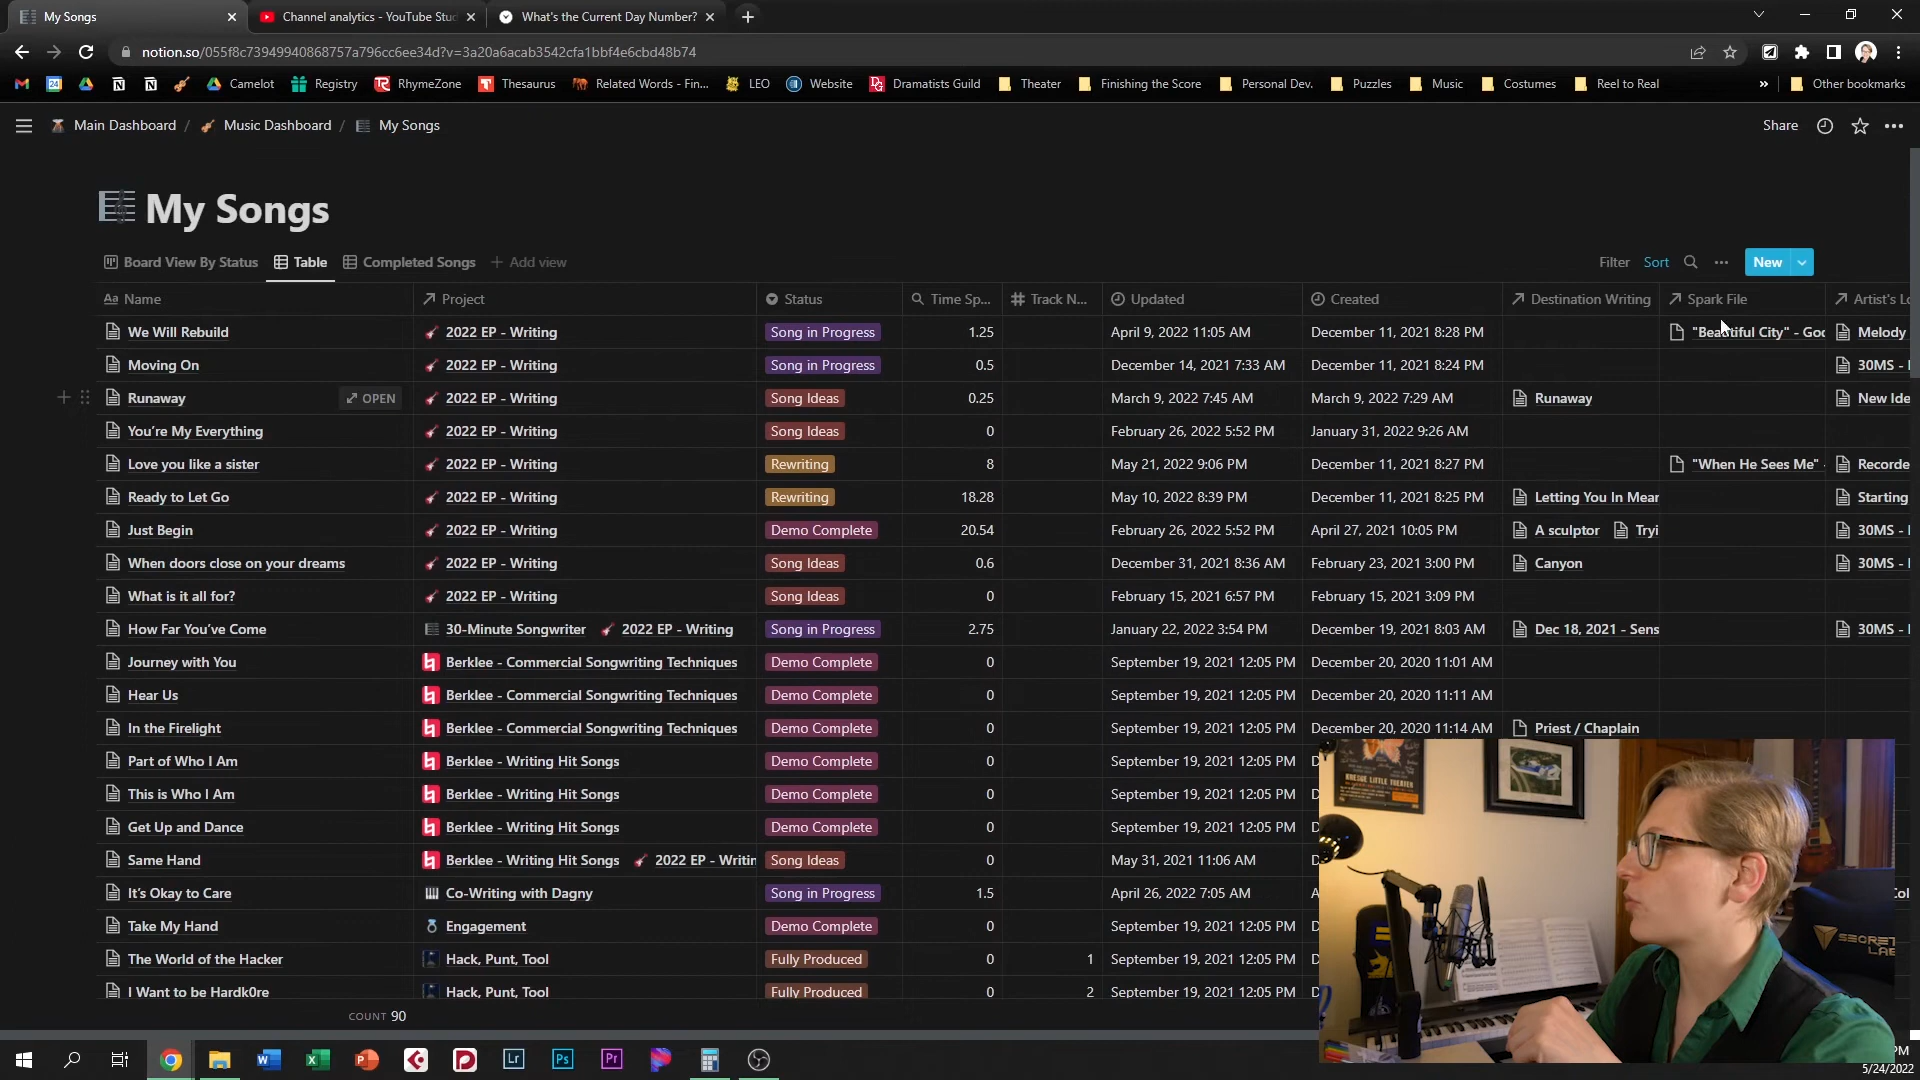 My Songs
Channel analytics - YouTube Stud
What's the Current Day Number?
notion.so/055f8c73949940868757a796cc6ee34d?v=3a20a6acab3542cfa1bbf4e6cbd48b74
24 Camelot Registry RhymeZone Thesaurus Related Words - Fin... LEO Website Dramatists Guild Theater Finishing the Score Personal Dev. Puzzles Music Costumes Reel to Real » Other bookmarks
Main Dashboard / Music Dashboard / My Songs
Share
My Songs
Board View By Status Table Completed Songs + Add view
Filter Sort New
Aa Name Project Status Time Sp... # Track N... Updated Created Destination Writing Spark File Artist's Lo
We Will Rebuild 2022 EP - Writing Song in Progress 1.25 April 9, 2022 11:05 AM December 11, 2021 8:28 PM "Beautiful City" - God Melody
Moving On 2022 EP - Writing Song in Progress 0.5 December 14, 2021 7:33 AM December 11, 2021 8:24 PM 30MS -
Runaway OPEN 2022 EP - Writing Song Ideas 0.25 March 9, 2022 7:45 AM March 9, 2022 7:29 AM Runaway New Ide
You're My Everything 2022 EP - Writing Song Ideas 0 February 26, 2022 5:52 PM January 31, 2022 9:26 AM
Love you like a sister 2022 EP - Writing Rewriting 8 May 21, 2022 9:06 PM December 11, 2021 8:27 PM "When He Sees Me" - Recorde
Ready to Let Go 2022 EP - Writing Rewriting 18.28 May 10, 2022 8:39 PM December 11, 2021 8:25 PM Letting You In Mear Starting
Just Begin 2022 EP - Writing Demo Complete 20.54 February 26, 2022 5:52 PM April 27, 2021 10:05 PM A sculptor Tryi 30MS -
When doors close on your dreams 2022 EP - Writing Song Ideas 0.6 December 31, 2021 8:36 AM February 23, 2021 3:00 PM Canyon 30MS -
What is it all for? 2022 EP - Writing Song Ideas 0 February 15, 2021 6:57 PM February 15, 2021 3:09 PM
How Far You've Come 30-Minute Songwriter 2022 EP - Writing Song in Progress 2.75 January 22, 2022 3:54 PM December 19, 2021 8:03 AM Dec 18, 2021 - Sens 30MS -
Journey with You Berklee - Commercial Songwriting Techniques Demo Complete 0 September 19, 2021 12:05 PM December 20, 2020 11:01 AM
Hear Us Berklee - Commercial Songwriting Techniques Demo Complete 0 September 19, 2021 12:05 PM December 20, 2020 11:11 AM
In the Firelight Berklee - Commercial Songwriting Techniques Demo Complete 0 September 19, 2021 12:05 PM December 20, 2020 11:14 AM Priest / Chaplain
Part of Who I Am Berklee - Writing Hit Songs Demo Complete 0 September 19, 2021 12:05 PM D
This is Who I Am Berklee - Writing Hit Songs Demo Complete 0 September 19, 2021 12:05 PM D
Get Up and Dance Berklee - Writing Hit Songs Demo Complete 0 September 19, 2021 12:05 PM D
Same Hand Berklee - Writing Hit Songs 2022 EP - Writin Song Ideas 0 May 31, 2021 11:06 AM D
It's Okay to Care Co-Writing with Dagny Song in Progress 1.5 April 26, 2022 7:05 AM A Col
Take My Hand Engagement Demo Complete 0 September 19, 2021 12:05 PM D
The World of the Hacker Hack, Punt, Tool Fully Produced 0 1 September 19, 2021 12:05 PM D
I Want to be Hardk0re Hack, Punt, Tool Fully Produced 0 2 September 19, 2021 12:05 PM D
COUNT 90
KRESGE LITTLE THEATER
SECRET
LAB
Lr Ps Pr
PM
5/24/2022